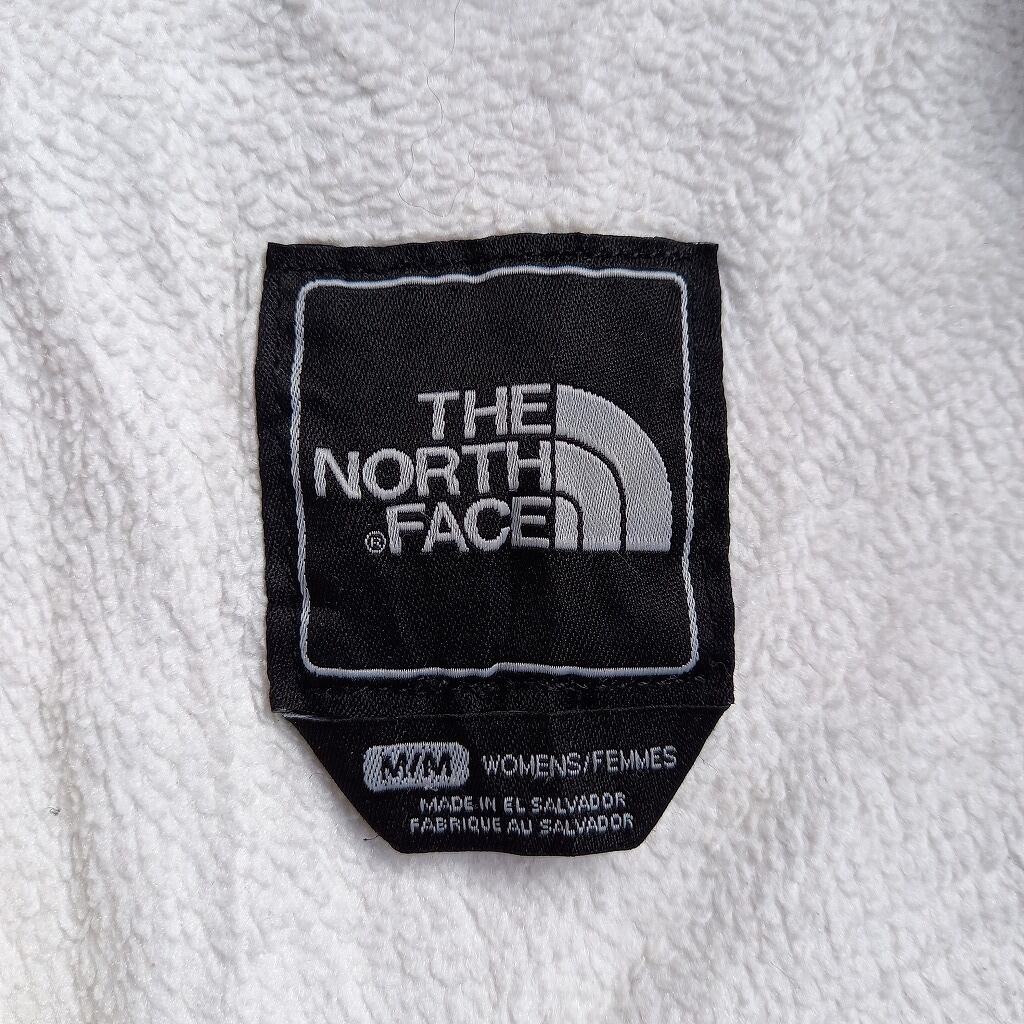 THE
NORTH
®FACE
M/M WOMENS/FEMMES
MADE IN EL SALVADOR
FABRIQUE AU SALVADOR